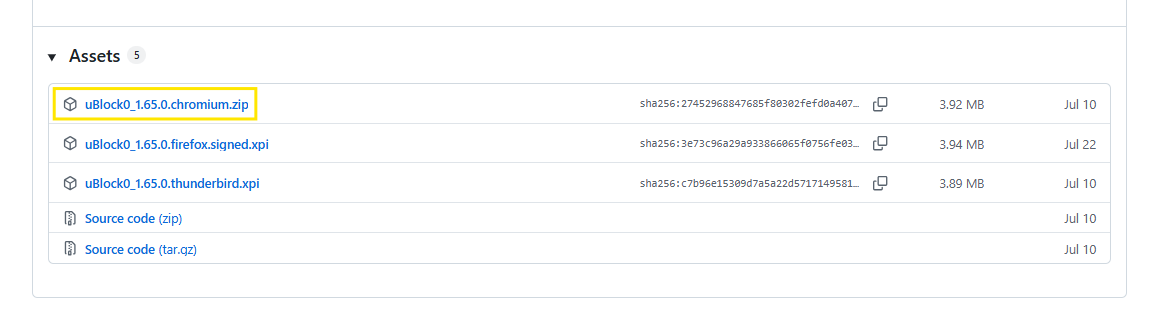 Assets 5
uBlock0_1.65.0.chromium.zip sha256:27452968847685f80302fefd0a407… 3.92 MB Jul 10
uBlock0_1.65.0.firefox.signed.xpi sha256:3e73c96a29a933866065f0756fe03… 3.94 MB Jul 22
uBlock0_1.65.0.thunderbird.xpi sha256:c7b96e15309d7a5a22d5717149581… 3.89 MB Jul 10
Source code (zip) Jul 10
Source code (tar.gz) Jul 10